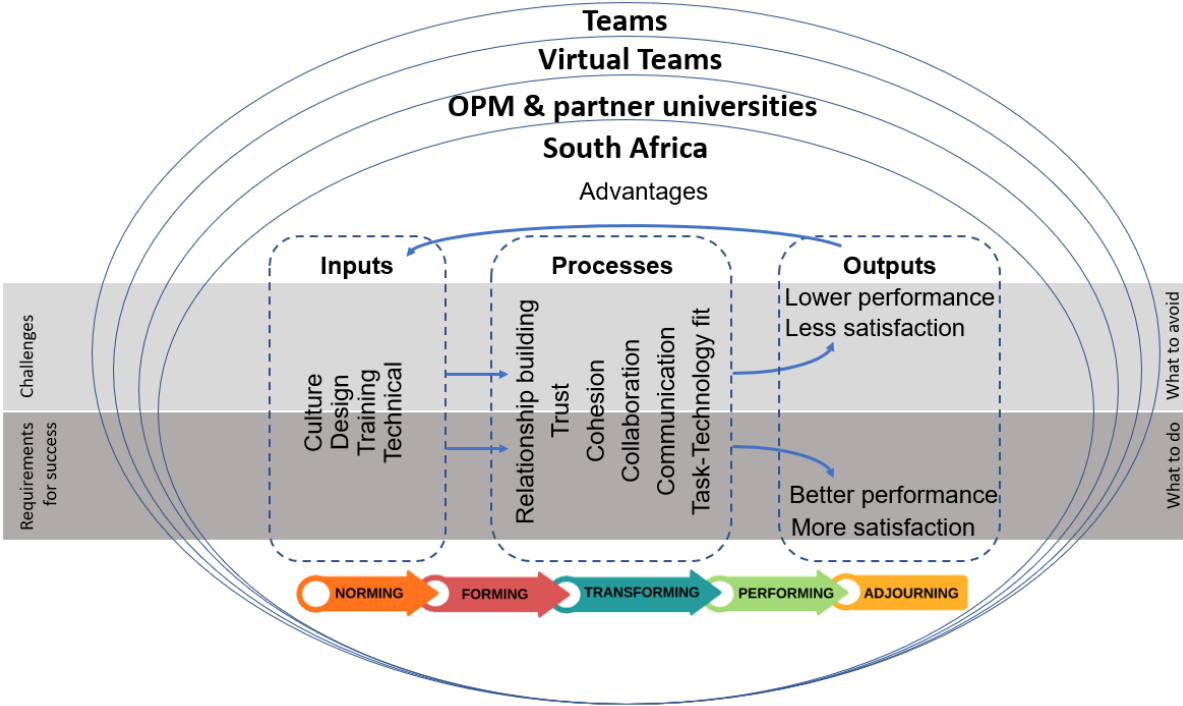 Teams
Virtual Teams
OPM & partner universities
South Africa
Advantages
Inputs
Processes
Outputs
Challenges
Requirements
for success
Culture
Design
Training
Technical
Relationship building
Trust
Cohesion
Collaboration
Communication
Task-Technology fit
Lower performance
Less satisfaction
Better performance
More satisfaction
What to avoid
What to do
NORMING
FORMING
TRANSFORMING
PERFORMING
ADJOURNING